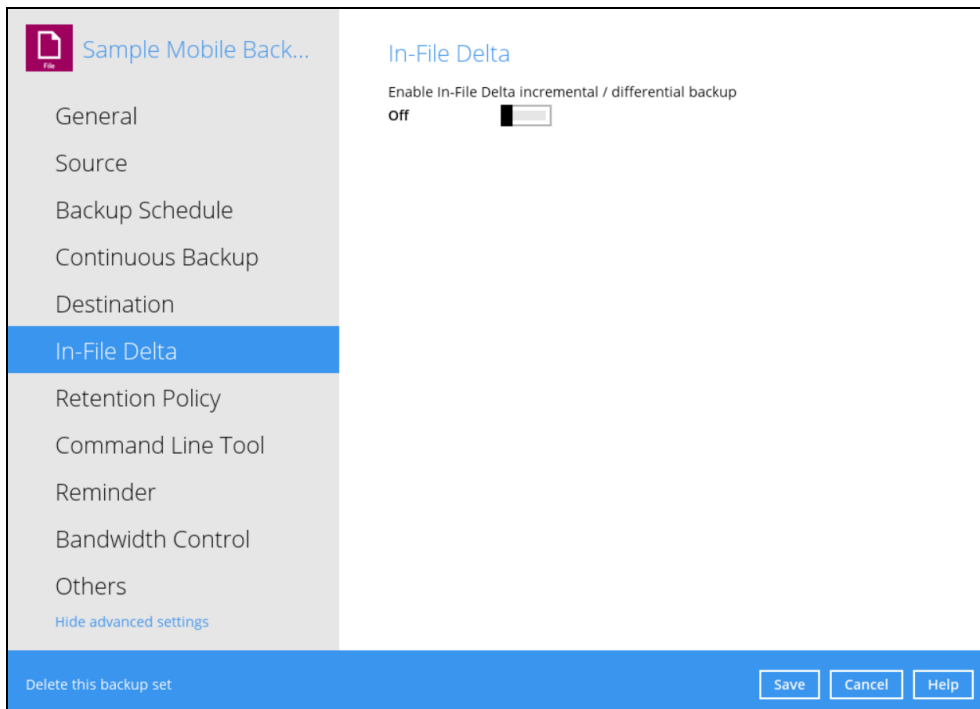 File
Sample Mobile Back...
General
Source
Backup Schedule
Continuous Backup
Destination
In-File Delta
Retention Policy
Command Line Tool
Reminder
Bandwidth Control
Others
Hide advanced settings
In-File Delta
Enable In-File Delta incremental / differential backup
Off
Delete this backup set
Save
Cancel
Help